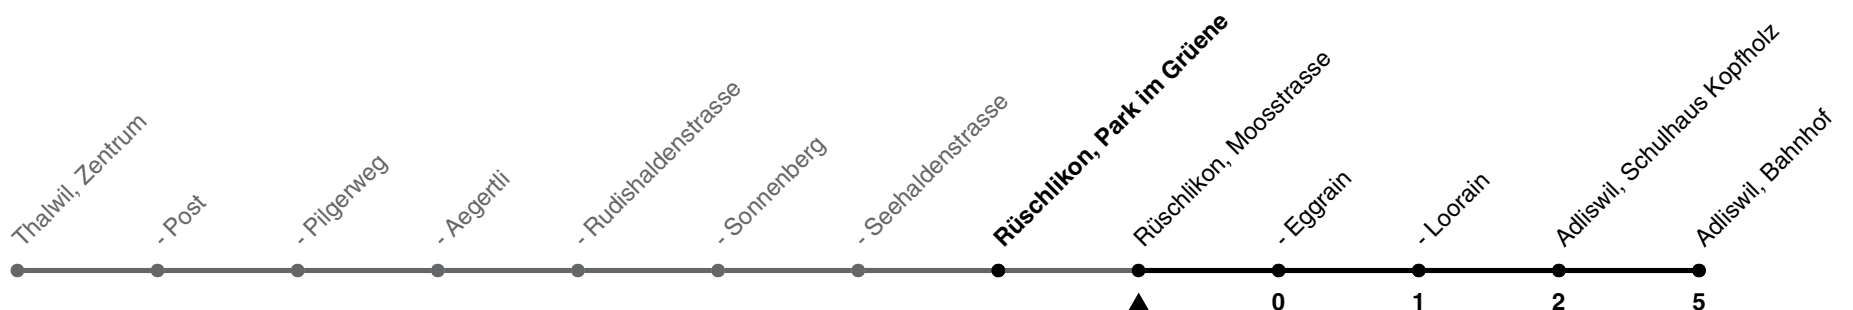 Thalwil, Zentrum
- Post
- Pilgerweg
- Aegertli
- Rudishaldenstrasse
- Sonnenberg
- Seehaldenstrasse
Rüschlikon, Park im Grüene
Rüschlikon, Moosstrasse
- Eggrain
- Loorain
Adliswil, Schulhaus Kopfholz
Adliswil, Bahnhof
0 1 2 5